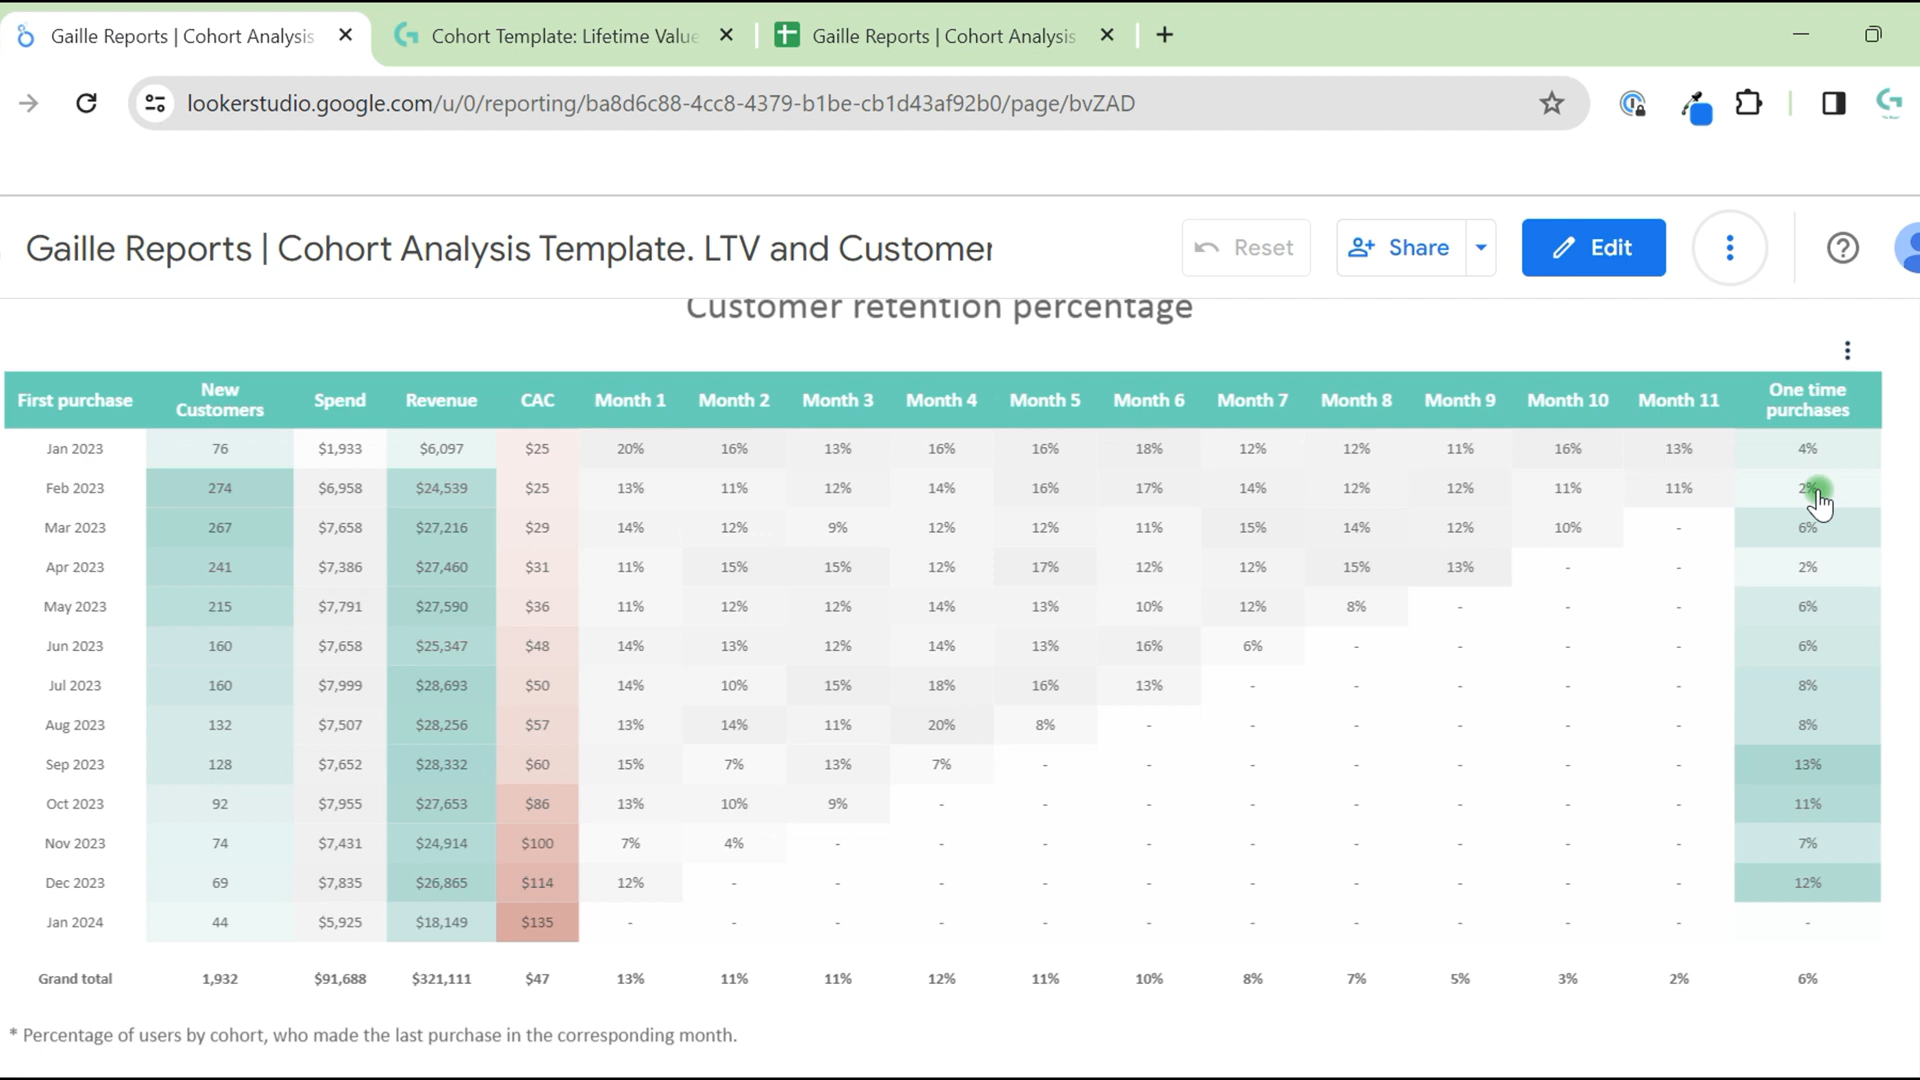 Gaille Reports | Cohort Analysis
Cohort Template: Lifetime Value
Gaille Reports | Cohort Analysis
lookerstudio.google.com/u/0/reporting/ba8d6c88-4cc8-4379-b1be-cb1d43af92b0/page/bvZAD
Gaille Reports | Cohort Analysis Template. LTV and Customer
Reset
Share
Edit
Customer retention percentage
First purchase New Customers Spend Revenue CAC Month 1 Month 2 Month 3 Month 4 Month 5 Month 6 Month 7 Month 8 Month 9 Month 10 Month 11 One time purchases
Jan 2023 76 $1,933 $6,097 $25 20% 16% 13% 16% 16% 18% 12% 12% 11% 16% 13% 4%
Feb 2023 274 $6,958 $24,539 $25 13% 11% 12% 14% 16% 17% 14% 12% 12% 11% 11% 2%
Mar 2023 267 $7,658 $27,216 $29 14% 12% 9% 12% 12% 11% 15% 14% 12% 10% - 6%
Apr 2023 241 $7,386 $27,460 $31 11% 15% 15% 12% 17% 12% 12% 15% 13% - - 2%
May 2023 215 $7,791 $27,590 $36 11% 12% 12% 14% 13% 10% 12% 8% - - - 6%
Jun 2023 160 $7,658 $25,347 $48 14% 13% 12% 14% 13% 16% 6% - - - - 6%
Jul 2023 160 $7,999 $28,693 $50 14% 10% 15% 18% 16% 13% - - - - - 8%
Aug 2023 132 $7,507 $28,256 $57 13% 14% 11% 20% 8% - - - - - - 8%
Sep 2023 128 $7,652 $28,332 $60 15% 7% 13% 7% - - - - - - - 13%
Oct 2023 92 $7,955 $27,653 $86 13% 10% 9% - - - - - - - - 11%
Nov 2023 74 $7,431 $24,914 $100 7% 4% - - - - - - - - - 7%
Dec 2023 69 $7,835 $26,865 $114 12% - - - - - - - - - - 12%
Jan 2024 44 $5,925 $18,149 $135 - - - - - - - - - - - -
Grand total 1,932 $91,688 $321,111 $47 13% 11% 11% 12% 11% 10% 8% 7% 5% 3% 2% 6%
* Percentage of users by cohort, who made the last purchase in the corresponding month.